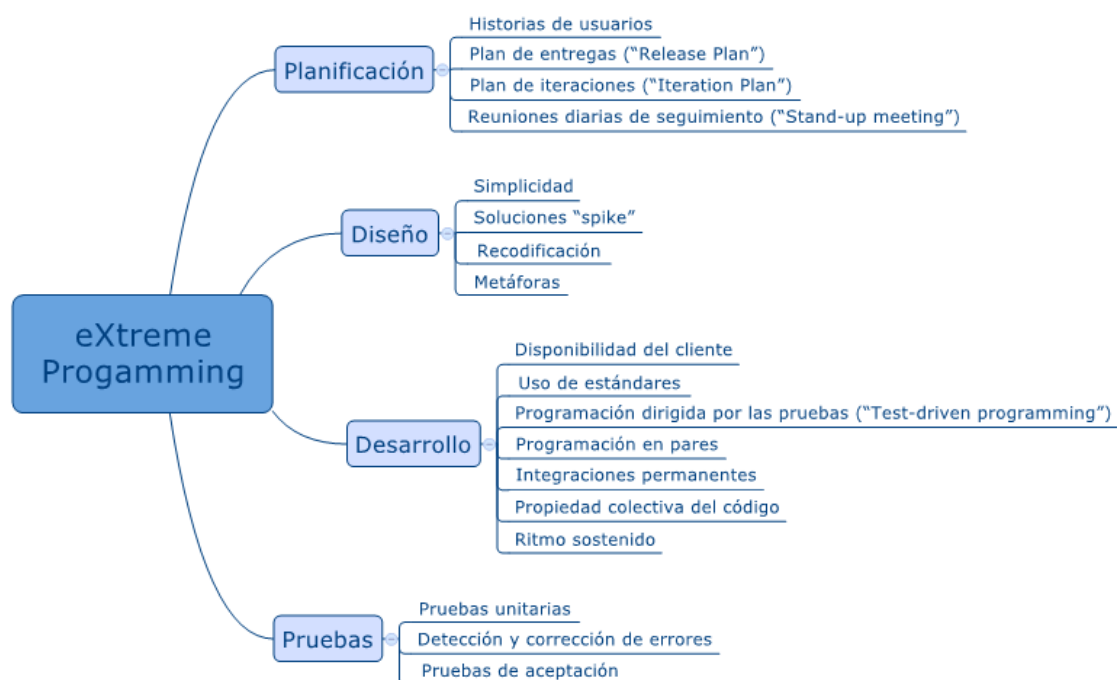 Historias de usuarios
Planificación
Plan de entregas (“Release Plan”)
Plan de iteraciones (“Iteration Plan”)
Reuniones diarias de seguimiento (“Stand-up meeting”)
Simplicidad
Diseño
Soluciones “spike”
Recodificación
Metáforas
eXtreme
Progamming
Disponibilidad del cliente
Uso de estándares
Programación dirigida por las pruebas (“Test-driven programming”)
Desarrollo
Programación en pares
Integraciones permanentes
Propiedad colectiva del código
Ritmo sostenido
Pruebas unitarias
Pruebas
Detección y corrección de errores
Pruebas de aceptación